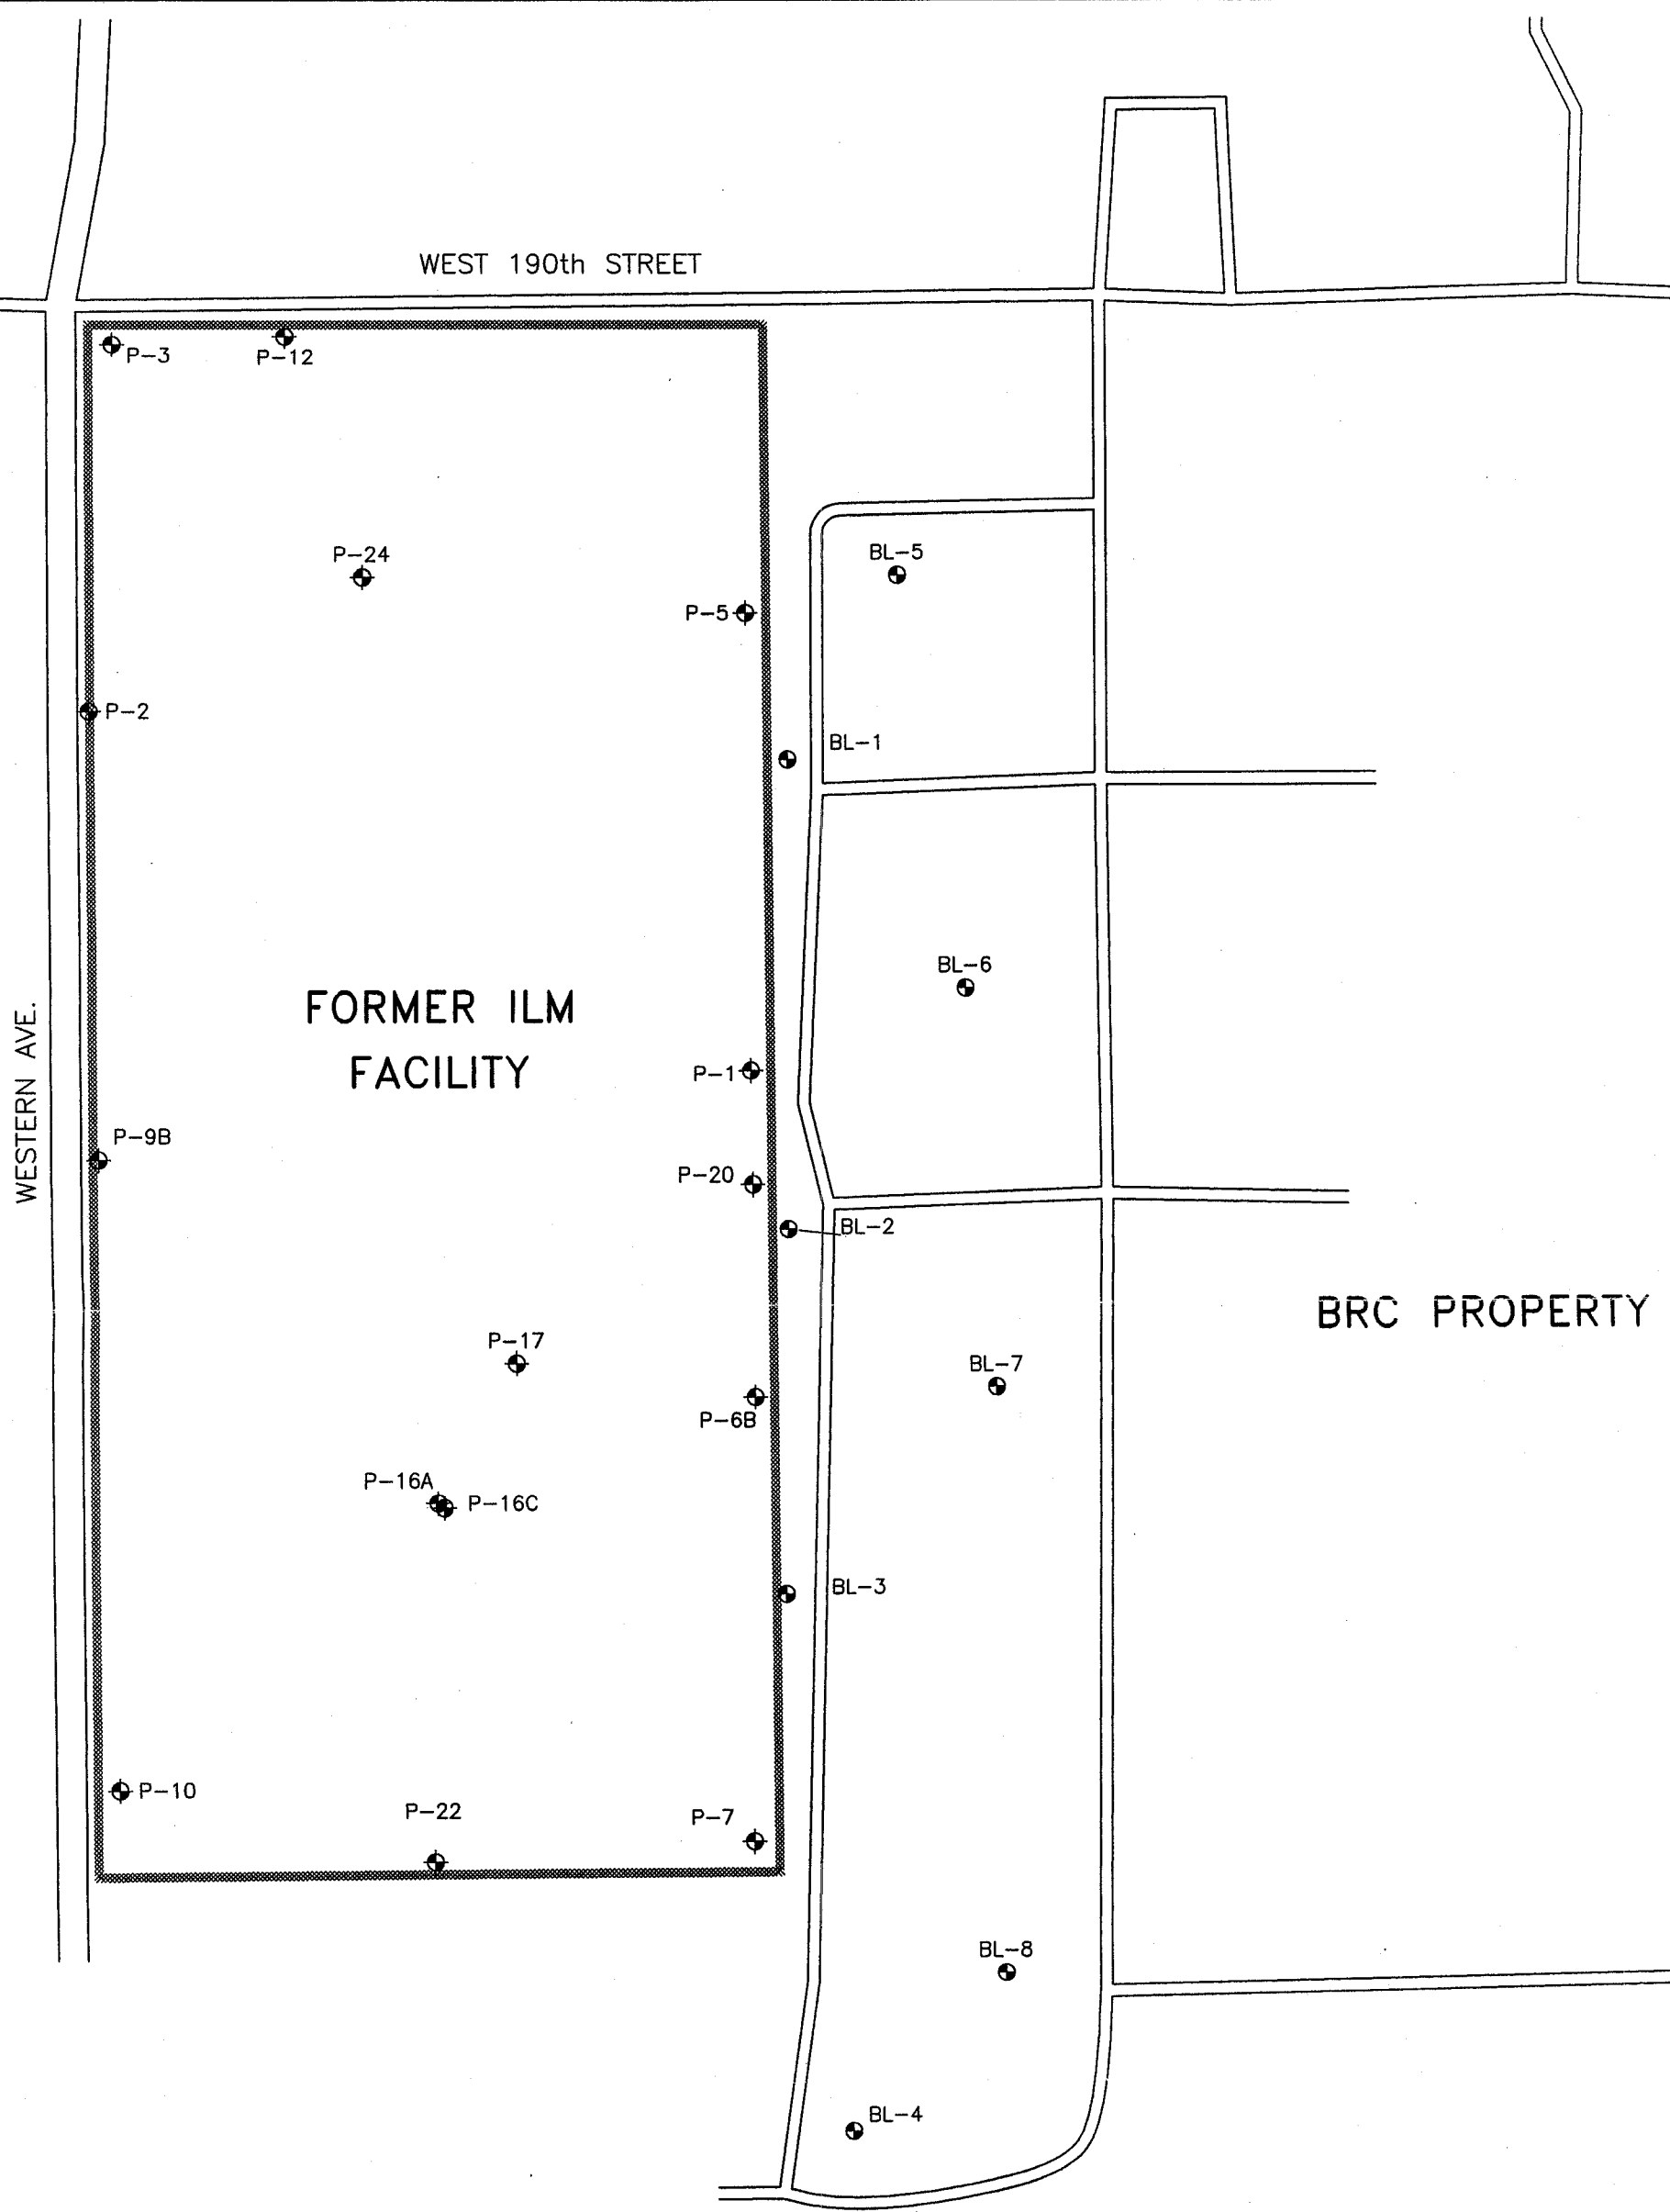 WEST 190th STREET
P-3
P-12
P-24
BL-5
P-5
P-2
BL-1
BL-6
FORMER ILM
FACILITY
WESTERN AVE.
P-1
P-9B
P-20
BL-2
BRC PROPERTY
P-17
BL-7
P-6B
P-16A
P-16C
BL-3
P-10
P-22
P-7
BL-8
BL-4